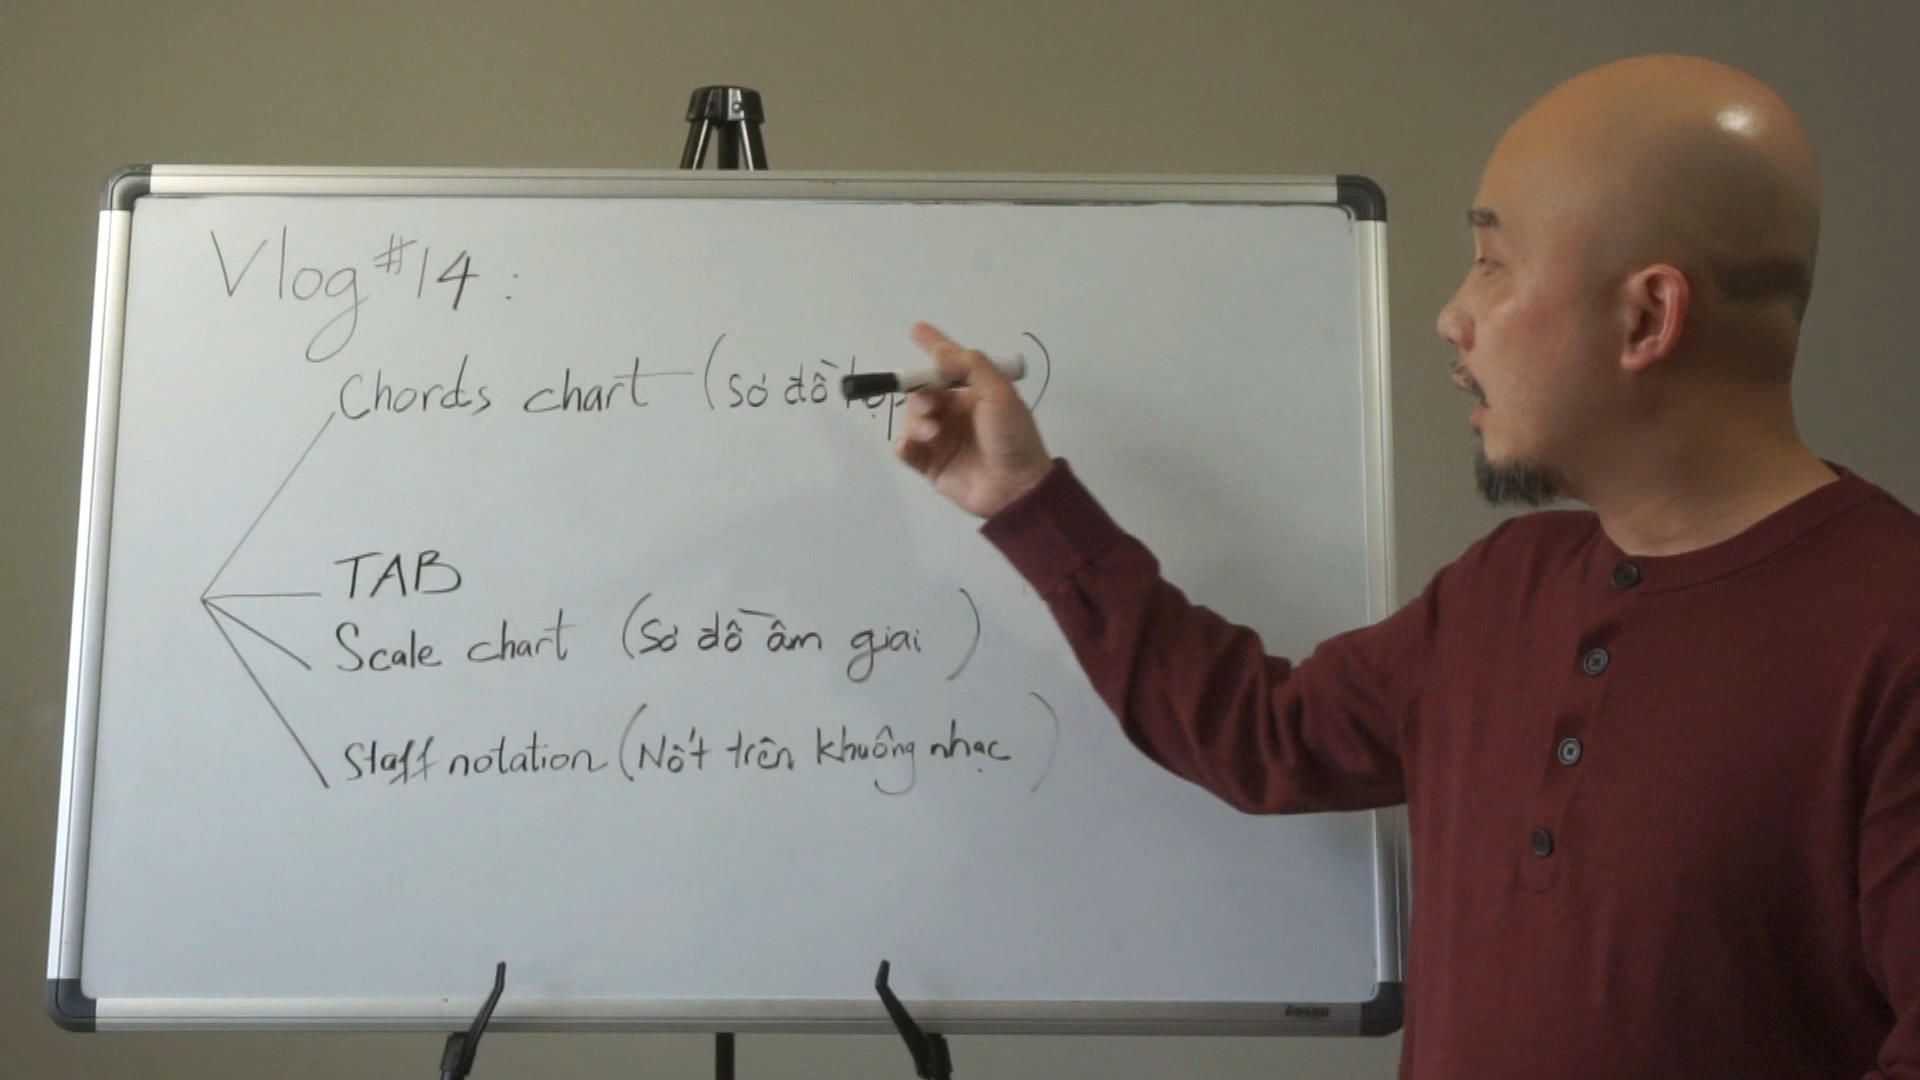 Vlog #14 :
Chords chart (Sơ đồ hợp )
TAB
Scale chart (Sơ đồ âm giai )
Staff notation (Nốt trên khuông nhạc )